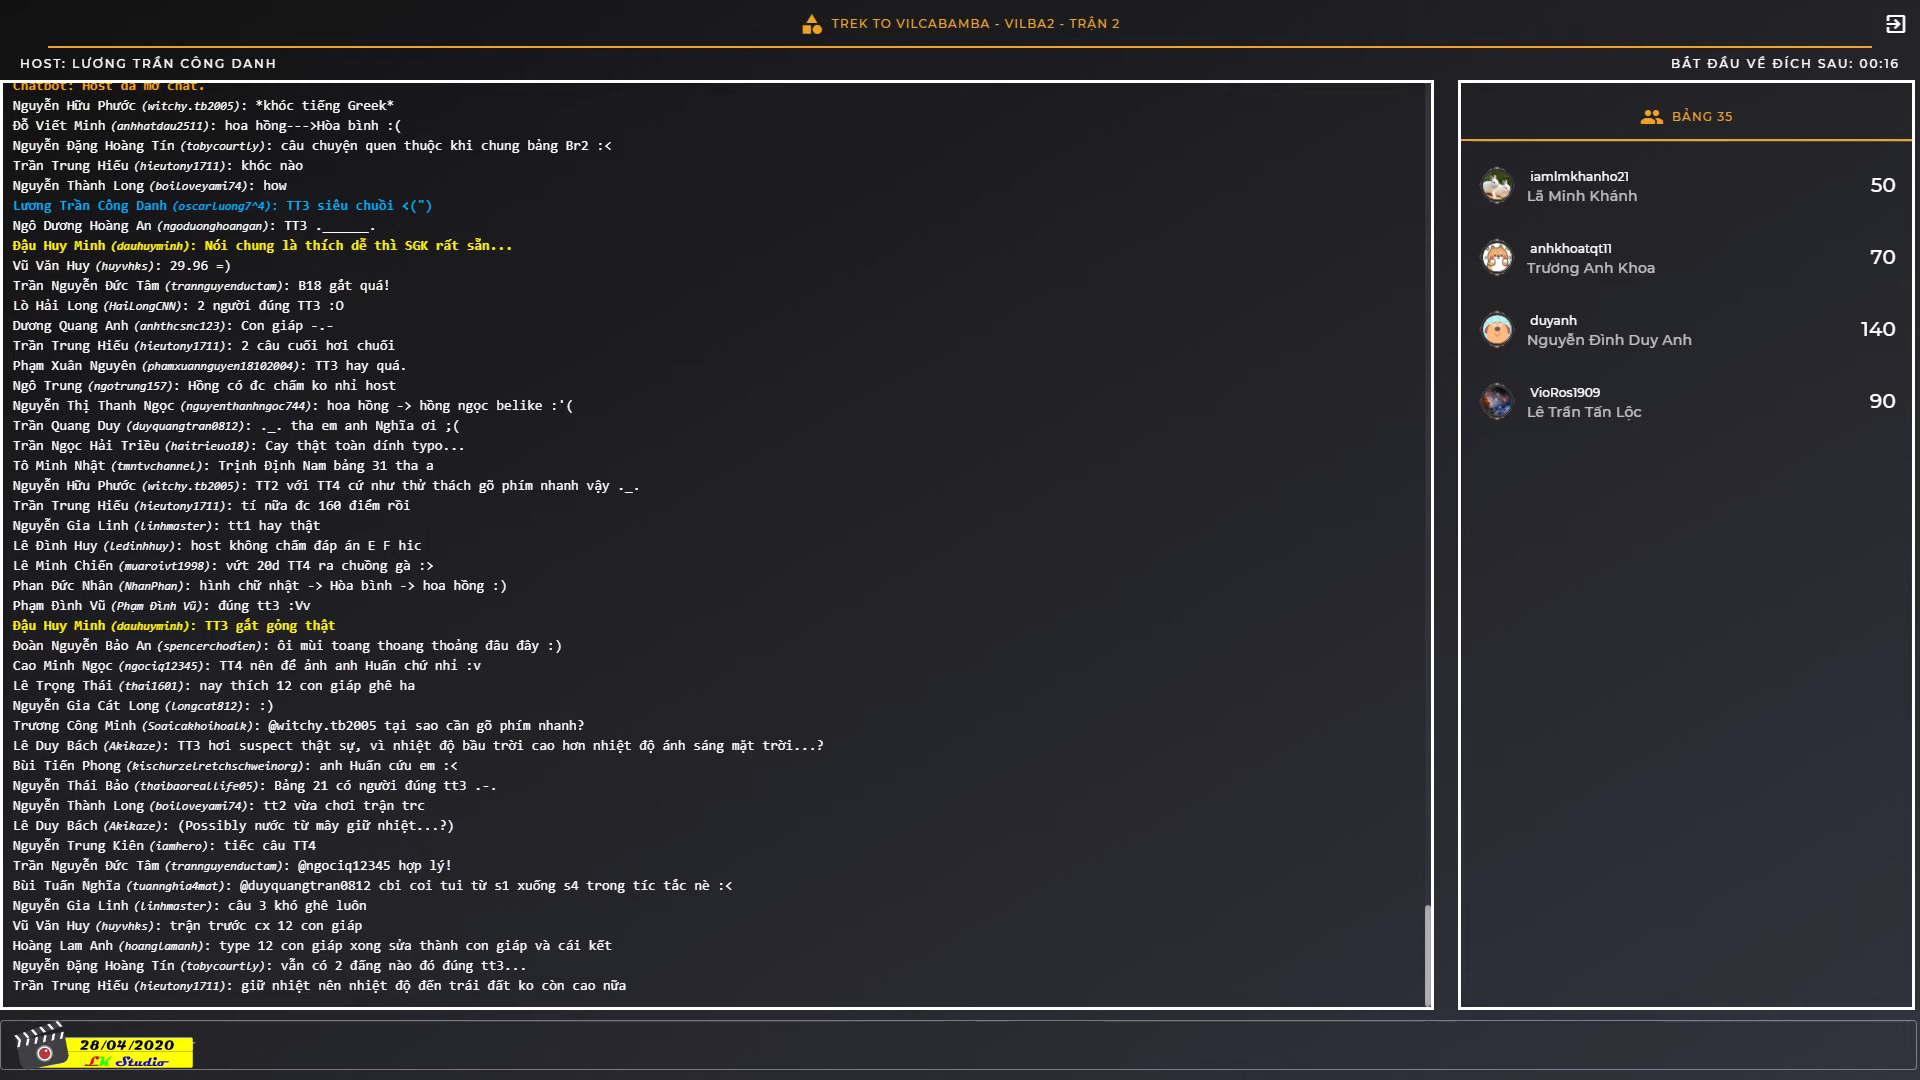 TREK TO VILCABAMBA - VILBA2 - TRẬN 2
HOST: LƯƠNG TRẦN CÔNG DANH
BẮT ĐẦU VỀ ĐÍCH SAU: 00:16
Chatbot: Host đã mở chat.
Nguyễn Hữu Phước (witchy.tb2005): *khóc tiếng Greek*
Đỗ Viết Minh (anhhatdau2511): hoa hồng--->Hòa bình :(
Nguyễn Đặng Hoàng Tín (tobycourtly): câu chuyện quen thuộc khi chung bảng Br2 :<
Trần Trung Hiếu (hieutony1711): khóc nào
Nguyễn Thành Long (boiloveyami74): how
Lương Trần Công Danh (oscarluong7^4): TT3 siêu chuồi <(")
Ngô Dương Hoàng An (ngoduonghoangan): TT3 .______.
Đậu Huy Minh (dauhuyminh): Nói chung là thích dễ thì SGK rất sẵn...
Vũ Văn Huy (huyvhks): 29.96 =)
Trần Nguyễn Đức Tâm (trannguyenductam): B18 gắt quá!
Lò Hải Long (HaiLongCNN): 2 người đúng TT3 :O
Dương Quang Anh (anhthcsnc123): Con giáp -.-
Trần Trung Hiếu (hieutony1711): 2 câu cuối hơi chuối
Phạm Xuân Nguyên (phamxuannguyen18102004): TT3 hay quá.
Ngô Trung (ngotrung157): Hồng có đc chấm ko nhỉ host
Nguyễn Thị Thanh Ngọc (nguyenthanhngoc744): hoa hồng -> hồng ngọc belike :'(
Trần Quang Duy (duyquangtran0812): ._. tha em anh Nghĩa ơi ;(
Trần Ngọc Hải Triều (haitrieuo18): Cay thật toàn dính typo...
Tô Minh Nhật (tmntvchannel): Trịnh Định Nam bảng 31 tha a
Nguyễn Hữu Phước (witchy.tb2005): TT2 với TT4 cứ như thử thách gõ phím nhanh vậy ._.
Trần Trung Hiếu (hieutony1711): tí nữa đc 160 điểm rồi
Nguyễn Gia Linh (linhmaster): tt1 hay thật
Lê Đình Huy (ledinhhuy): host không chấm đáp án E F hic
Lê Minh Chiến (muaroivt1998): vứt 20d TT4 ra chuồng gà :>
Phan Đức Nhân (NhanPhan): hình chữ nhật -> Hòa bình -> hoa hồng :)
Phạm Đình Vũ (Phạm Đình Vũ): đúng tt3 :Vv
Đậu Huy Minh (dauhuyminh): TT3 gắt gỏng thật
Đoàn Nguyễn Bảo An (spencerchodien): ôi mùi toang thoang thoảng đâu đây :)
Cao Minh Ngọc (ngociq12345): TT4 nên để ảnh anh Huấn chứ nhỉ :v
Lê Trọng Thái (thai1601): nay thích 12 con giáp ghê ha
Nguyễn Gia Cát Long (longcat812): :)
Trương Công Minh (Soaicakhoihoalk): @witchy.tb2005 tại sao cần gõ phím nhanh?
Lê Duy Bách (Akikaze): TT3 hơi suspect thật sự, vì nhiệt độ bầu trời cao hơn nhiệt độ ánh sáng mặt trời...?
Bùi Tiến Phong (kischurzelretchschweinorg): anh Huấn cứu em :<
Nguyễn Thái Bảo (thaibaoreallife05): Bảng 21 có người đúng tt3 .-.
Nguyễn Thành Long (boiloveyami74): tt2 vừa chơi trận trc
Lê Duy Bách (Akikaze): (Possibly nước từ mây giữ nhiệt...?)
Nguyễn Trung Kiên (iamhero): tiếc câu TT4
Trần Nguyễn Đức Tâm (trannguyenductam): @ngociq12345 hợp lý!
Bùi Tuấn Nghĩa (tuannghia4mat): @duyquangtran0812 cbi coi tui từ s1 xuống s4 trong tíc tắc nè :<
Nguyễn Gia Linh (linhmaster): câu 3 khó ghê luôn
Vũ Văn Huy (huyvhks): trận trước cx 12 con giáp
Hoàng Lam Anh (hoanglamanh): type 12 con giáp xong sửa thành con giáp và cái kết
Nguyễn Đặng Hoàng Tín (tobycourtly): vẫn có 2 đấng nào đó đúng tt3...
Trần Trung Hiếu (hieutony1711): giữ nhiệt nên nhiệt độ đến trái đất ko còn cao nữa
BẢNG 35
iamlmkhanho21
Lã Minh Khánh
50
anhkhoatqt11
Trương Anh Khoa
70
duyanh
Nguyễn Đình Duy Anh
140
VioRos1909
Lê Trần Tấn Lộc
90
28/04/2020
LK Studio